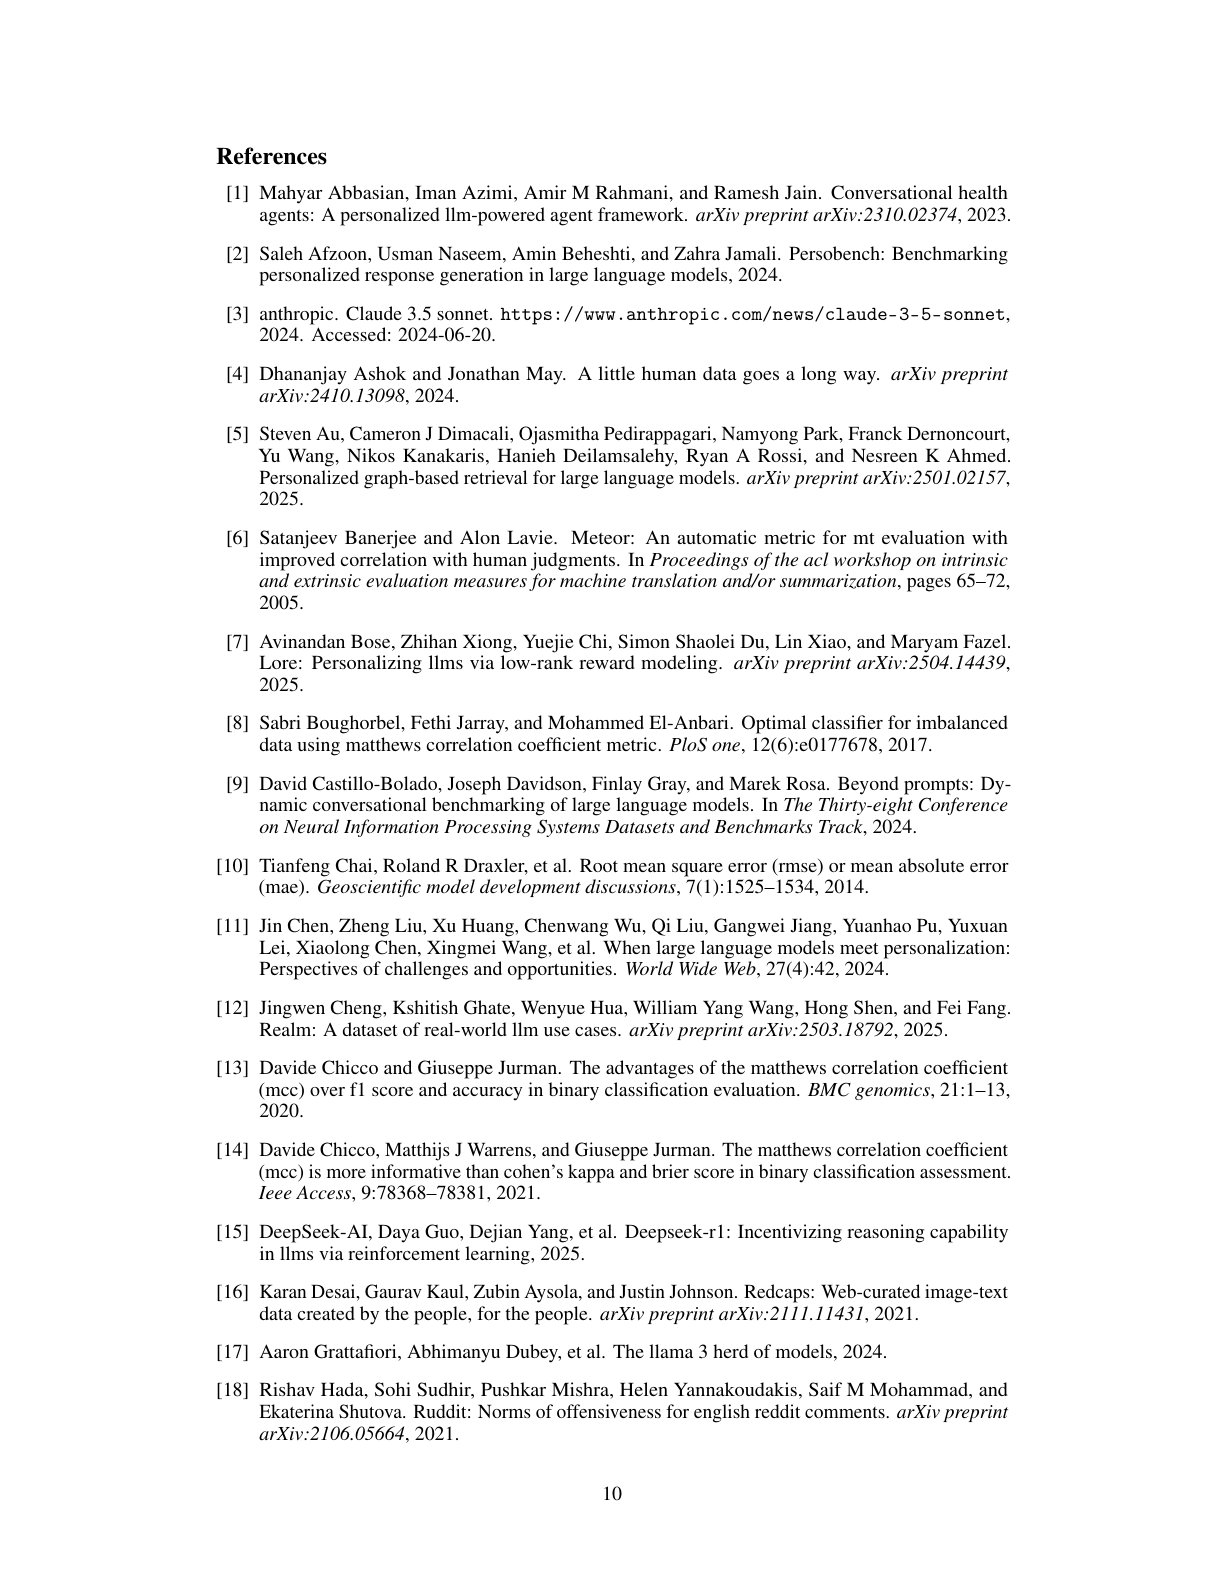 References
[1] Mahyar Abbasian, Iman Azimi, Amir M Rahmani, and Ramesh Jain. Conversational health
agents: A personalized llm-powered agent framework. arXiv preprint arXiv:2310.02374, 2023.
[2] Saleh Afzoon, Usman Naseem, Amin Beheshti, and Zahra Jamali. Persobench: Benchmarking
personalized response generation in large language models, 2024.
[3] anthropic. Claude 3.5 sonnet. https://www.anthropic.com/news/claude-3-5-sonnet,
2024. Accessed: 2024-06-20.
[4] Dhananjay Ashok and Jonathan May. A little human data goes a long way. arXiv preprint
arXiv:2410.13098, 2024.
[5] Steven Au, Cameron J Dimacali, Ojasmitha Pedirappagari, Namyong Park, Franck Dernoncourt,
Yu Wang, Nikos Kanakaris, Hanieh Deilamsalehy, Ryan A Rossi, and Nesreen K Ahmed.
Personalized graph-based retrieval for large language models. arXiv preprint arXiv:2501.02157,
2025.
[6] Satanjeev Banerjee and Alon Lavie. Meteor: An automatic metric for mt evaluation with
improved correlation with human judgments. In Proceedings of the acl workshop on intrinsic
and extrinsic evaluation measures for machine translation and/or summarization, pages 65–72,
2005.
[7] Avinandan Bose, Zhihan Xiong, Yuejie Chi, Simon Shaolei Du, Lin Xiao, and Maryam Fazel.
Lore: Personalizing llms via low-rank reward modeling. arXiv preprint arXiv:2504.14439,
2025.
[8] Sabri Boughorbel, Fethi Jarray, and Mohammed El-Anbari. Optimal classifier for imbalanced
data using matthews correlation coefficient metric. PloS one, 12(6):e0177678, 2017.
[9] David Castillo-Bolado, Joseph Davidson, Finlay Gray, and Marek Rosa. Beyond prompts: Dy-
namic conversational benchmarking of large language models. In The Thirty-eight Conference
on Neural Information Processing Systems Datasets and Benchmarks Track, 2024.
[10] Tianfeng Chai, Roland R Draxler, et al. Root mean square error (rmse) or mean absolute error
(mae). Geoscientific model development discussions, 7(1):1525–1534, 2014.
[11] Jin Chen, Zheng Liu, Xu Huang, Chenwang Wu, Qi Liu, Gangwei Jiang, Yuanhao Pu, Yuxuan
Lei, Xiaolong Chen, Xingmei Wang, et al. When large language models meet personalization:
Perspectives of challenges and opportunities. World Wide Web, 27(4):42, 2024.
[12] Jingwen Cheng, Kshitish Ghate, Wenyue Hua, William Yang Wang, Hong Shen, and Fei Fang.
Realm: A dataset of real-world llm use cases. arXiv preprint arXiv:2503.18792, 2025.
[13] Davide Chicco and Giuseppe Jurman. The advantages of the matthews correlation coefficient
(mcc) over f1 score and accuracy in binary classification evaluation. BMC genomics, 21:1–13,
2020.
[14] Davide Chicco, Matthijs J Warrens, and Giuseppe Jurman. The matthews correlation coefficient
(mcc) is more informative than cohen's kappa and brier score in binary classification assessment.
Ieee Access, 9:78368–78381, 2021.
[15] DeepSeek-AI, Daya Guo, Dejian Yang, et al. Deepseek-r1: Incentivizing reasoning capability
in llms via reinforcement learning, 2025.
[16] Karan Desai, Gaurav Kaul, Zubin Aysola, and Justin Johnson. Redcaps: Web-curated image-text
data created by the people, for the people. arXiv preprint arXiv:2111.11431, 2021.
[17] Aaron Grattafiori, Abhimanyu Dubey, et al. The llama 3 herd of models, 2024.
[18] Rishav Hada, Sohi Sudhir, Pushkar Mishra, Helen Yannakoudakis, Saif M Mohammad, and
Ekaterina Shutova. Ruddit: Norms of offensiveness for english reddit comments. arXiv preprint
arXiv:2106.05664, 2021.
10